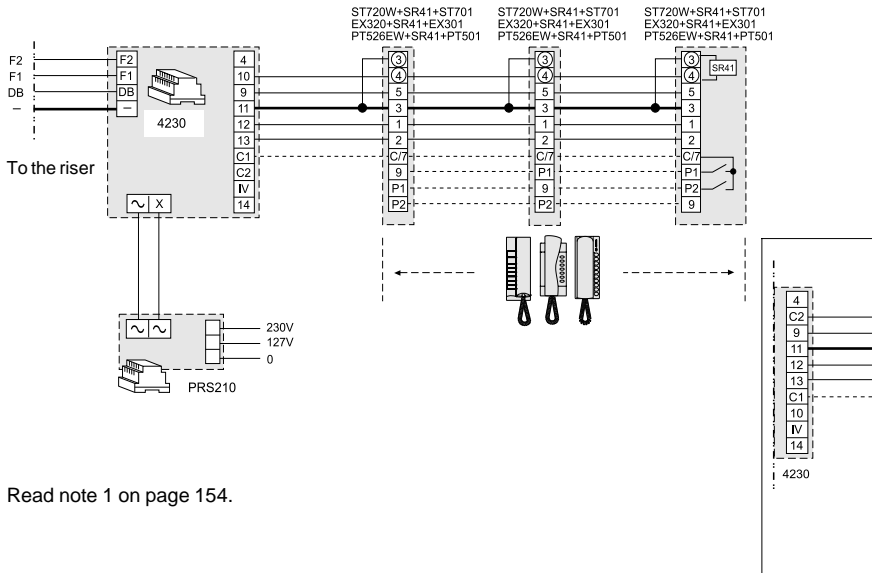 ST720W+SR41+ST701
EX320+SR41+EX301
PT526EW+SR41+PT501
ST720W+SR41+ST701
EX320+SR41+EX301
PT526EW+SR41+PT501
ST720W+SR41+ST701
EX320+SR41+EX301
PT526EW+SR41+PT501
F2
F1
DB
–
F2
F1
DB
–
4230
4
10
9
11
12
13
C1
C2
IV
14
3
4
5
3
1
2
C/7
9
P1
P2
3
4
5
3
1
2
C/7
P1
9
P2
3
4
5
3
1
2
C/7
P1
P2
9
SR41
To the riser
~ X
~ ~
230V
127V
0
PRS210
4
C2
9
11
12
13
C1
10
IV
14
4230
Read note 1 on page 154.